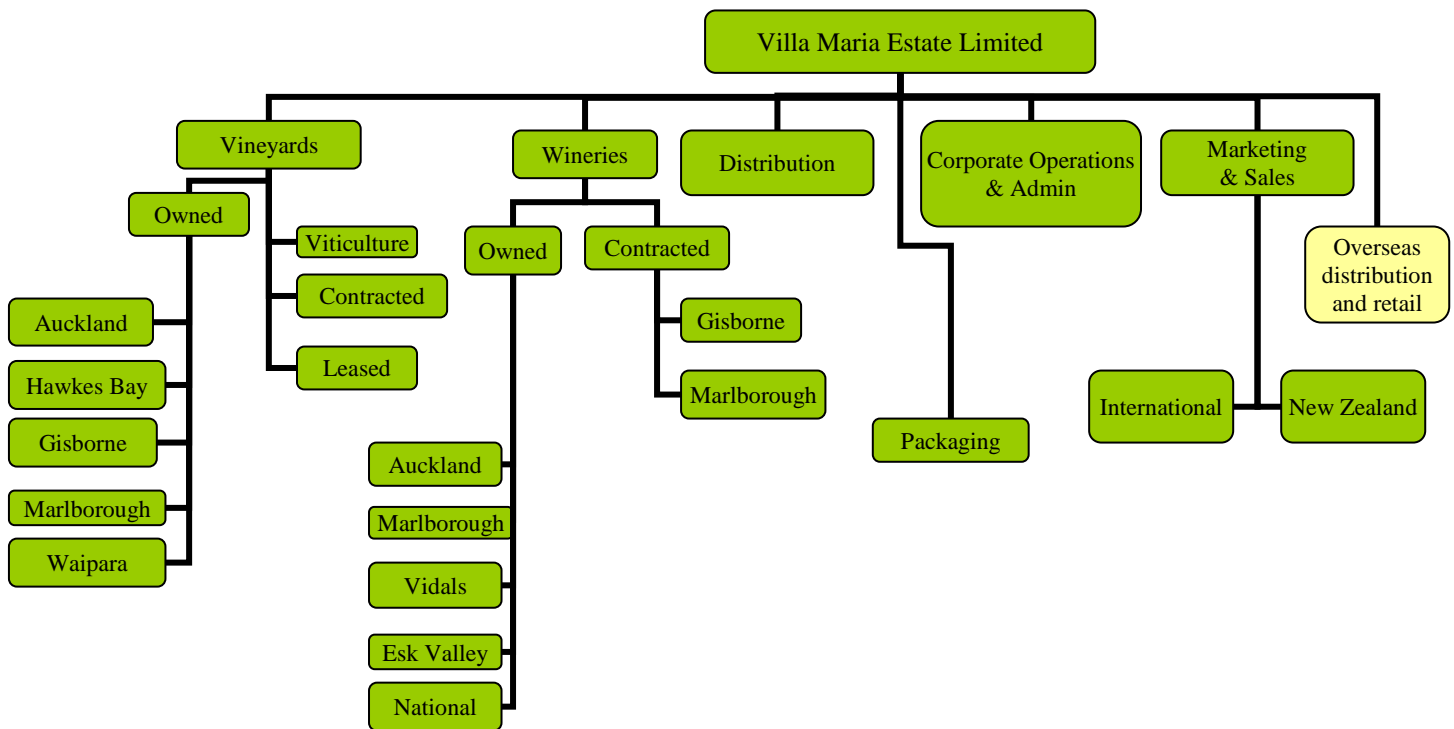 Villa Maria Estate Limited
Vineyards
Wineries
Distribution
Corporate Operations
& Admin
Marketing
& Sales
Overseas
distribution
and retail
Owned
Viticulture
Contracted
Leased
Auckland
Hawkes Bay
Gisborne
Marlborough
Waipara
Owned
Contracted
Gisborne
Marlborough
Auckland
Marlborough
Vidals
Esk Valley
National
Packaging
International
New Zealand